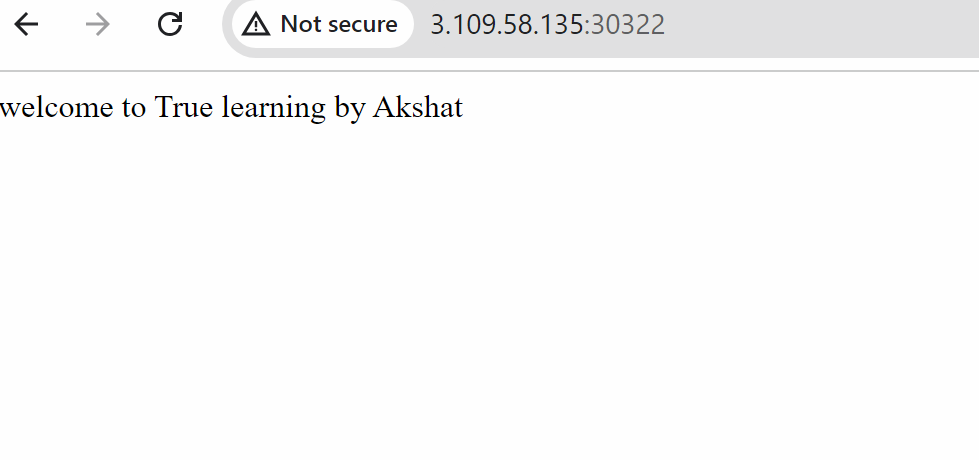 Not secure 3.109.58.135:30322
welcome to True learning by Akshat